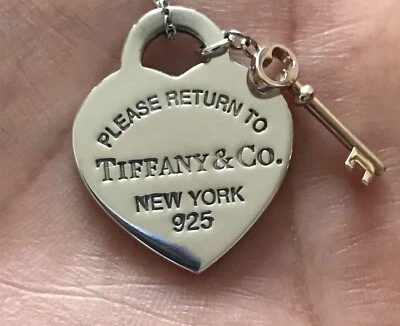 PLEASE RETURN TO
TIFFANY & CO.
NEW YORK
925